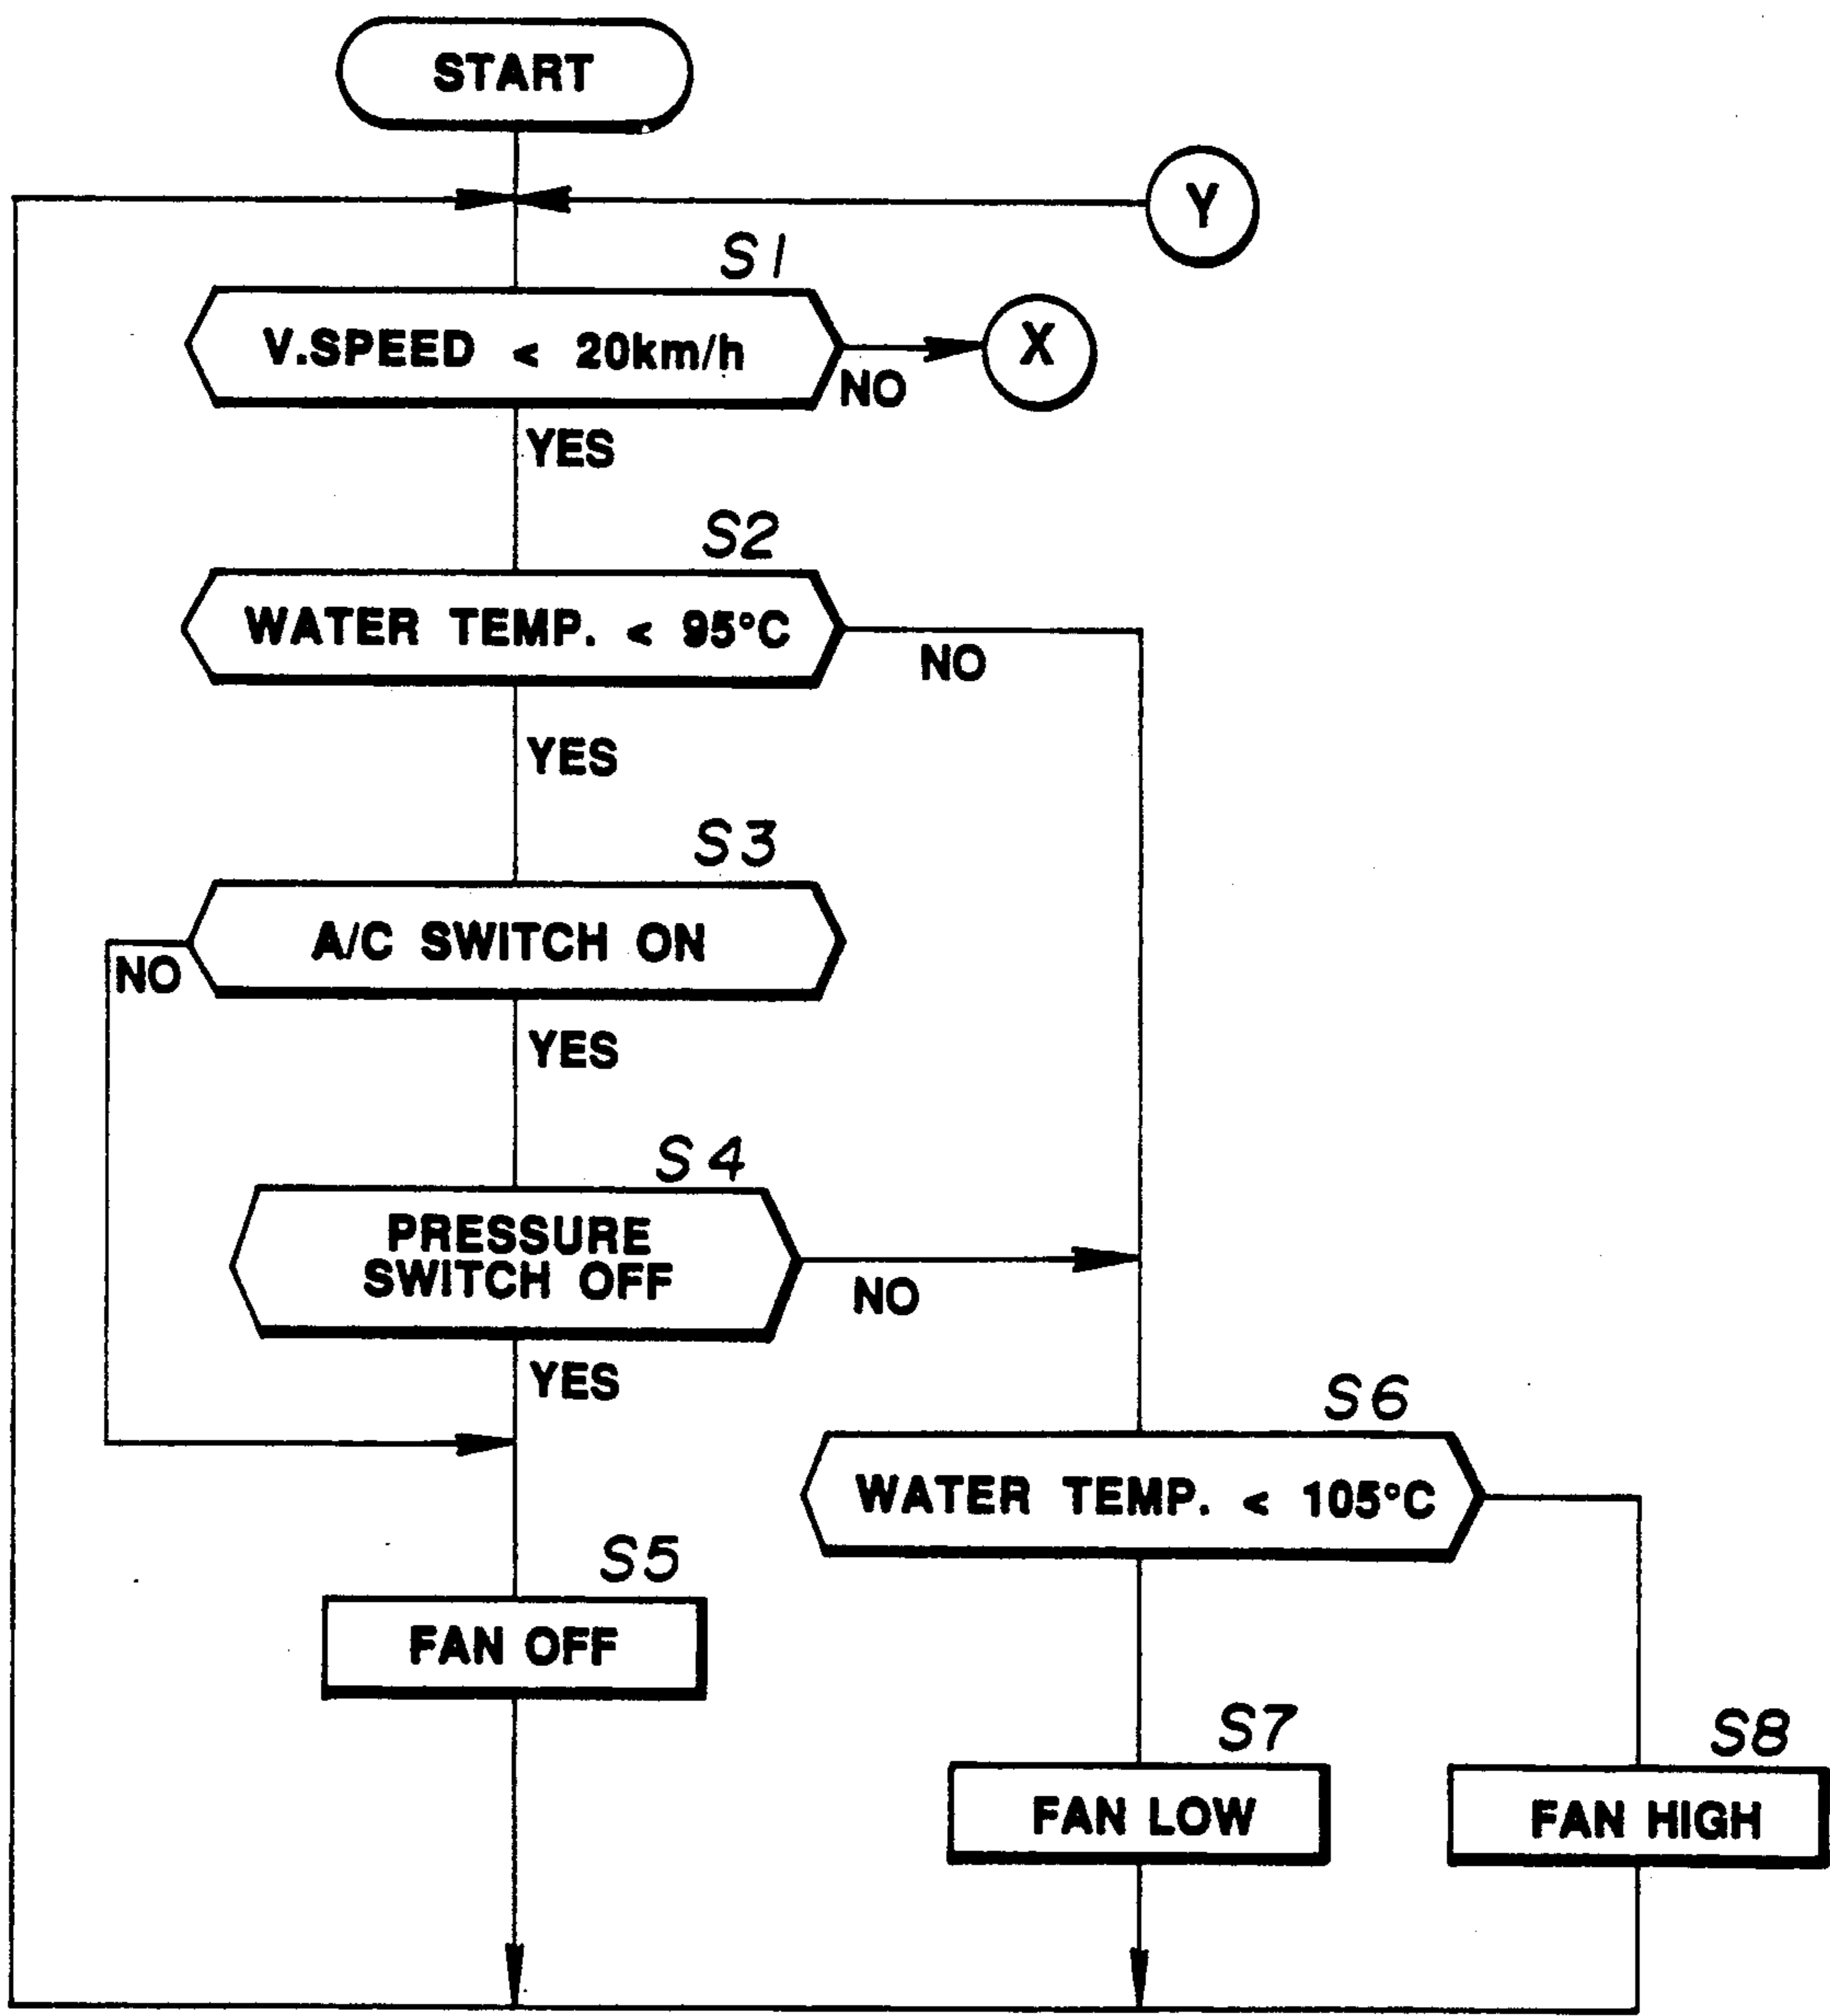 START
Y
S1
V.SPEED < 20km/h
NO
X
YES
S2
WATER TEMP. < 95°C
NO
YES
S3
A/C SWITCH ON
NO
YES
S4
PRESSURE
SWITCH OFF
NO
YES
S6
WATER TEMP. < 105°C
S5
FAN OFF
S7
FAN LOW
S8
FAN HIGH